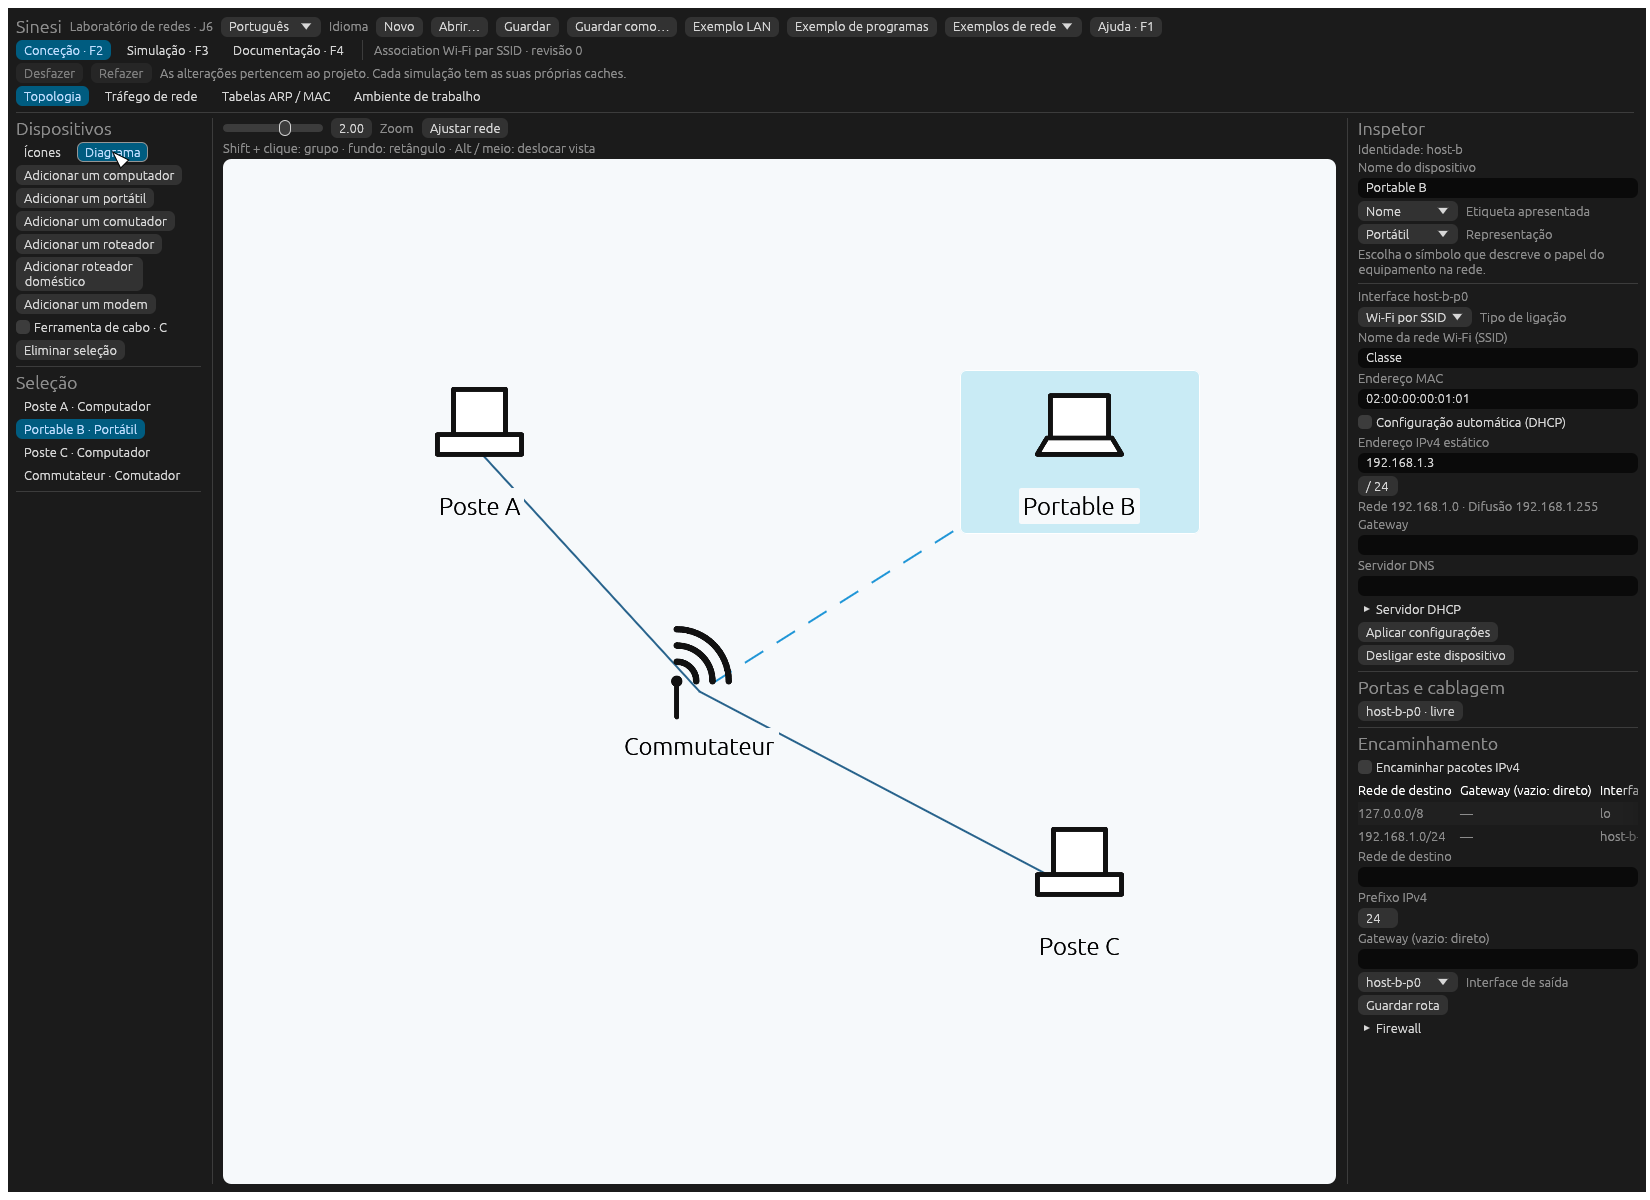 Sinesi Laboratório de redes · J6 Português Idioma Novo Abrir... Guardar Guardar como... Exemplo LAN Exemplo de programas Exemplos de rede Ajuda · F1
Conceção · F2 Simulação · F3 Documentação · F4 Association Wi-Fi par SSID · revisão 0
Desfazer Refazer As alterações pertencem ao projeto. Cada simulação tem as suas próprias caches.
Topologia Tráfego de rede Tabelas ARP / MAC Ambiente de trabalho
Dispositivos
Ícones Diagrama
Adicionar um computador
Adicionar um portátil
Adicionar um comutador
Adicionar um roteador
Adicionar roteador
doméstico
Adicionar um modem
Ferramenta de cabo · C
Eliminar seleção
Seleção
Poste A · Computador
Portable B · Portátil
Poste C · Computador
Commutateur · Comutador
2.00 Zoom Ajustar rede
Shift + clique: grupo · fundo: retângulo · Alt / meio: deslocar vista
Poste A
Portable B
Commutateur
Poste C
Inspetor
Identidade: host-b
Nome do dispositivo
Portable B
Nome Etiqueta apresentada
Portátil Representação
Escolha o símbolo que descreve o papel do
equipamento na rede.
Interface host-b-p0
Wi-Fi por SSID Tipo de ligação
Nome da rede Wi-Fi (SSID)
Classe
Endereço MAC
02:00:00:00:01:01
Configuração automática (DHCP)
Endereço IPv4 estático
192.168.1.3
/ 24
Rede 192.168.1.0 · Difusão 192.168.1.255
Gateway
Servidor DNS
Servidor DHCP
Aplicar configurações
Desligar este dispositivo
Portas e cablagem
host-b-p0 · livre
Encaminhamento
Encaminhar pacotes IPv4
Rede de destino Gateway (vazio: direto) Interfa
127.0.0.0/8 — lo
192.168.1.0/24 — host-b-
Rede de destino
Prefixo IPv4
24
Gateway (vazio: direto)
host-b-p0 Interface de saída
Guardar rota
Firewall